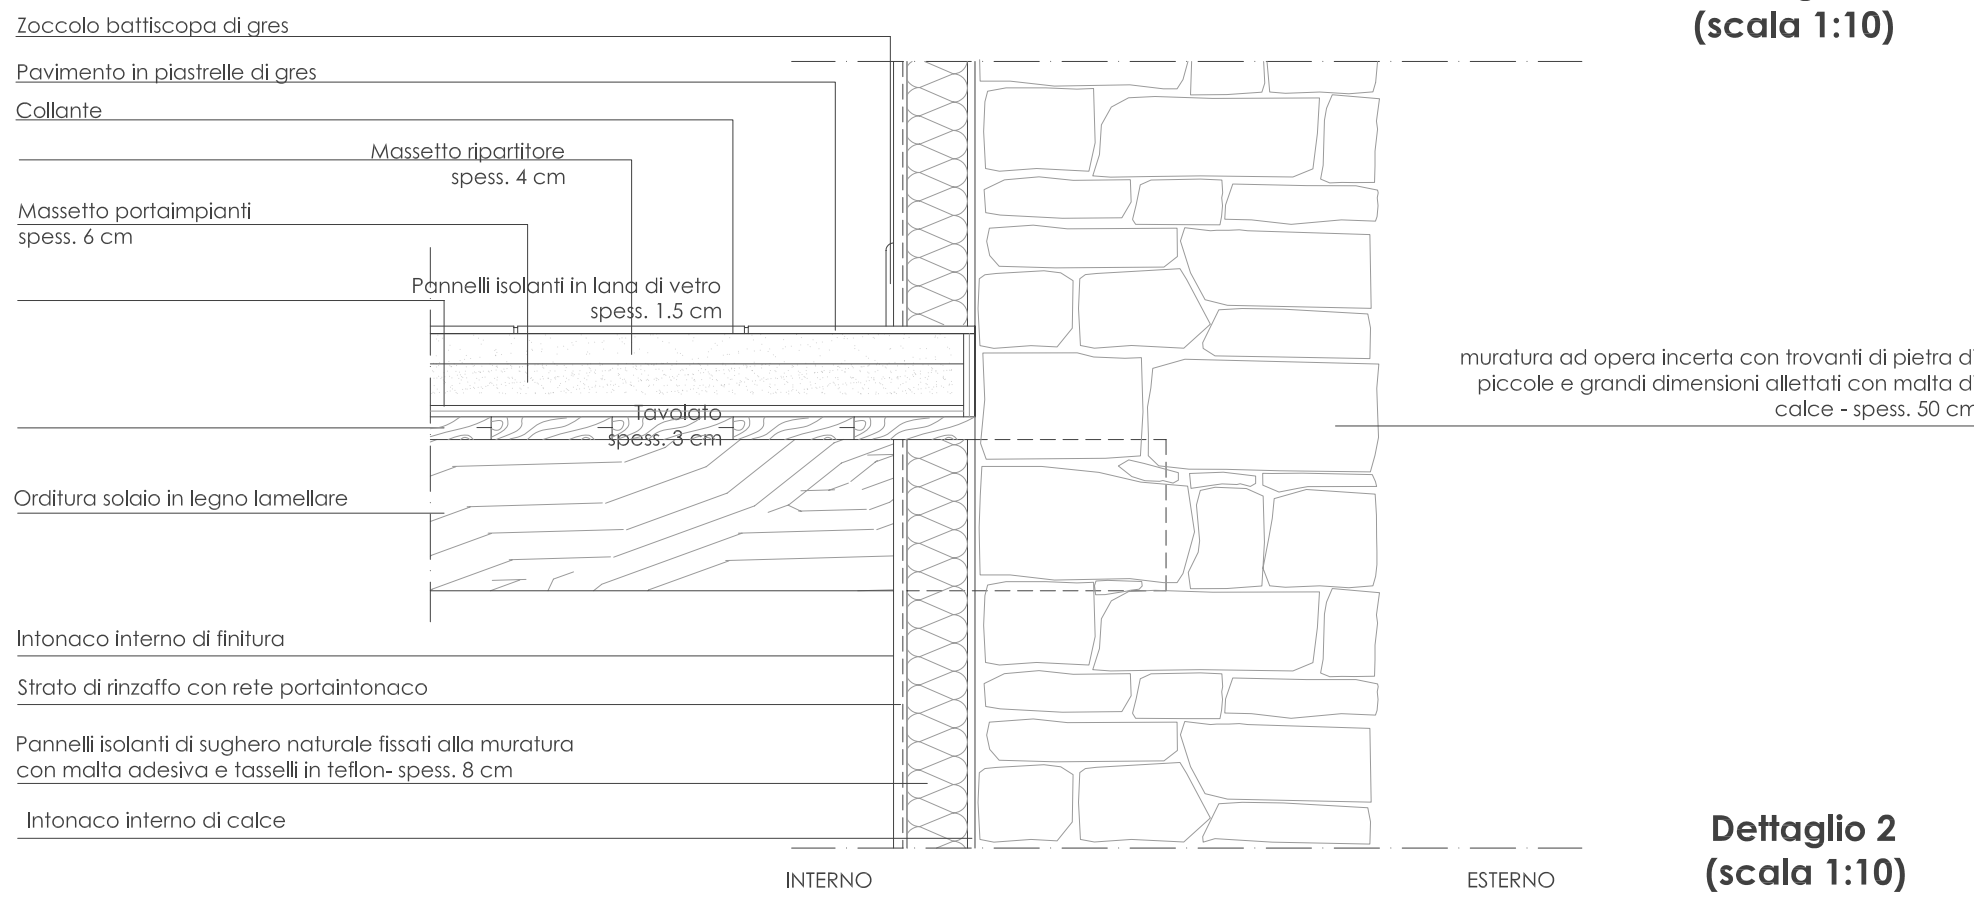 Zoccolo battiscopa di gres
(scala 1:10)
Pavimento in piastrelle di gres
Collante
Massetto ripartitore
spess. 4 cm
Massetto portaimpianti
spess. 6 cm
Pannelli isolanti in lana di vetro
spess. 1.5 cm
muratura ad opera incerta con trovanti di pietra di
piccole e grandi dimensioni allettati con malta di
calce - spess. 50 cm
Tavolato
spess. 3 cm
Orditura solaio in legno lamellare
Intonaco interno di finitura
Strato di rinzaffo con rete portaintonaco
Pannelli isolanti di sughero naturale fissati alla muratura
con malta adesiva e tasselli in teflon- spess. 8 cm
Intonaco interno di calce
Dettaglio 2
(scala 1:10)
INTERNO
ESTERNO